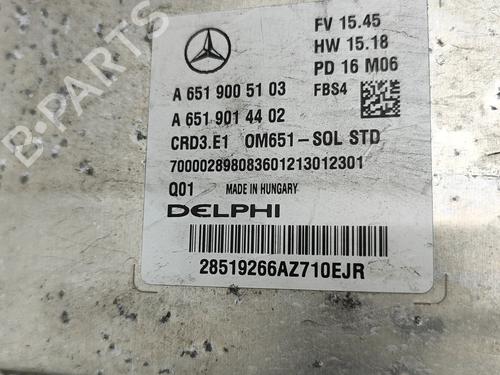 FV 15.45
HW 15.18
PD 16 M06
A 651 900 51 03
FBS4
A 651 901 44 02
CRD3.E1 OM651-SOL STD
700002898083601213012301
Q01 MADE IN HUNGARY
DELPHI
28519266AZ710EJR